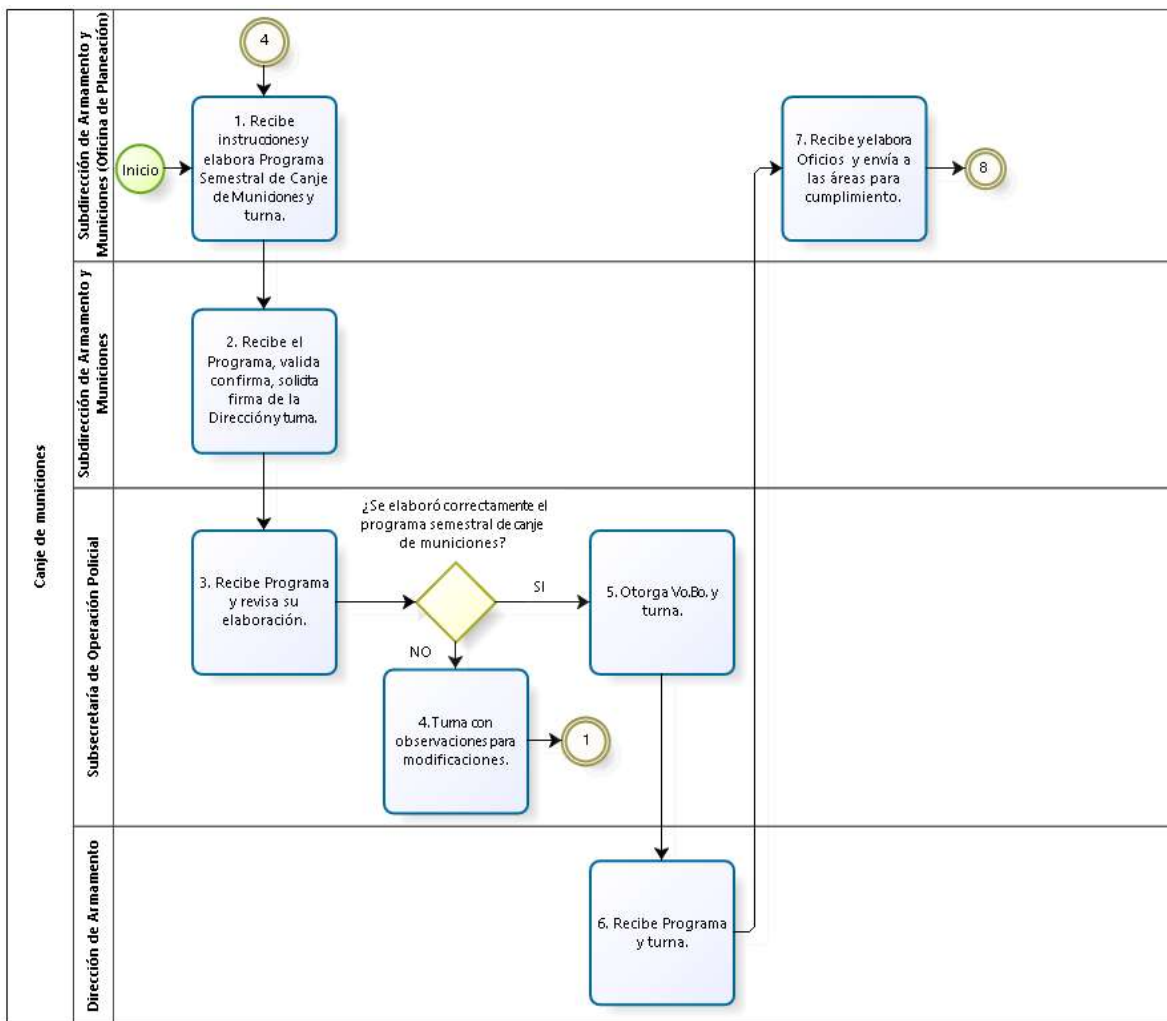 Canje de municiones
Subdirección de Armamento y
Municiones (Oficina de Planeación)
4
Inicio
1. Recibe
instrucciones y
elabora Programa
Semestral de Canje
de Municiones y
turna.
7. Recibe y elabora
Oficios y envía a
las áreas para
cumplimiento.
8
Subdirección de Armamento y
Municiones
2. Recibe el
Programa, valida
con firma, solicita
firma de la
Dirección y turna.
Subsecretaría de Operación Policial
3. Recibe Programa
y revisa su
elaboración.
¿Se elaboró correctamente el
programa semestral de canje
de municiones?
SI
NO
5. Otorga Vo.Bo. y
turna.
4. Turna con
observaciones para
modificaciones.
1
Dirección de Armamento
6. Recibe Programa
y turna.